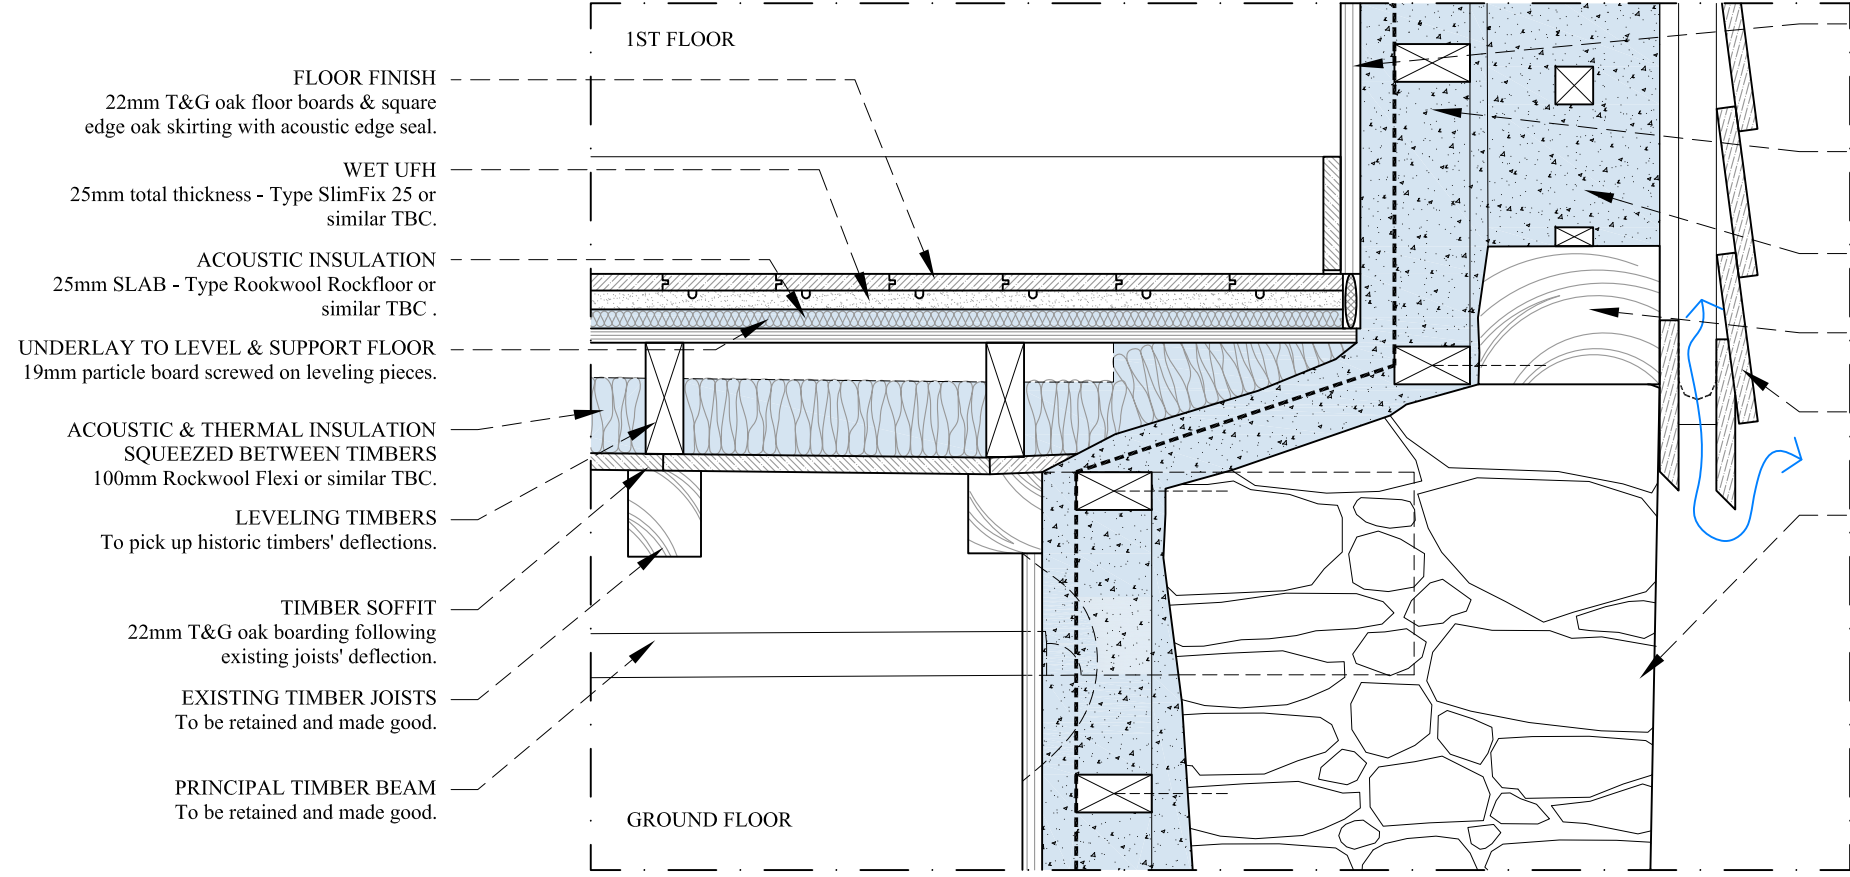 1ST FLOOR
FLOOR FINISH
22mm T&G oak floor boards & square
edge oak skirting with acoustic edge seal.
WET UFH
25mm total thickness - Type SlimFix 25 or
similar TBC.
ACOUSTIC INSULATION
25mm SLAB - Type Rookwool Rockfloor or
similar TBC .
UNDERLAY TO LEVEL & SUPPORT FLOOR
19mm particle board screwed on leveling pieces.
ACOUSTIC & THERMAL INSULATION
SQUEEZED BETWEEN TIMBERS
100mm Rockwool Flexi or similar TBC.
LEVELING TIMBERS
To pick up historic timbers' deflections.
TIMBER SOFFIT
22mm T&G oak boarding following
existing joists' deflection.
EXISTING TIMBER JOISTS
To be retained and made good.
PRINCIPAL TIMBER BEAM
To be retained and made good.
GROUND FLOOR